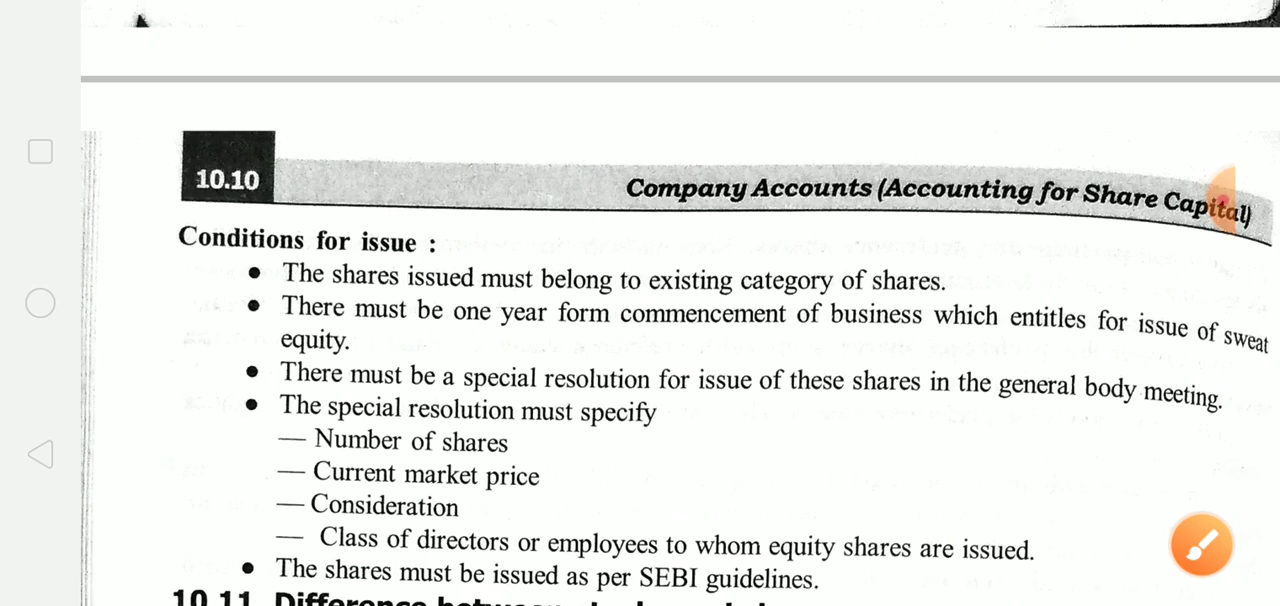 10.10
Company Accounts (Accounting for Share Capital)
Conditions for issue :
● The shares issued must belong to existing category of shares.
● There must be one year form commencement of business which entitles for issue of sweat
equity.
● There must be a special resolution for issue of these shares in the general body meeting.
● The special resolution must specify
— Number of shares
— Current market price
— Consideration
— Class of directors or employees to whom equity shares are issued.
● The shares must be issued as per SEBI guidelines.
10.11 Difference between